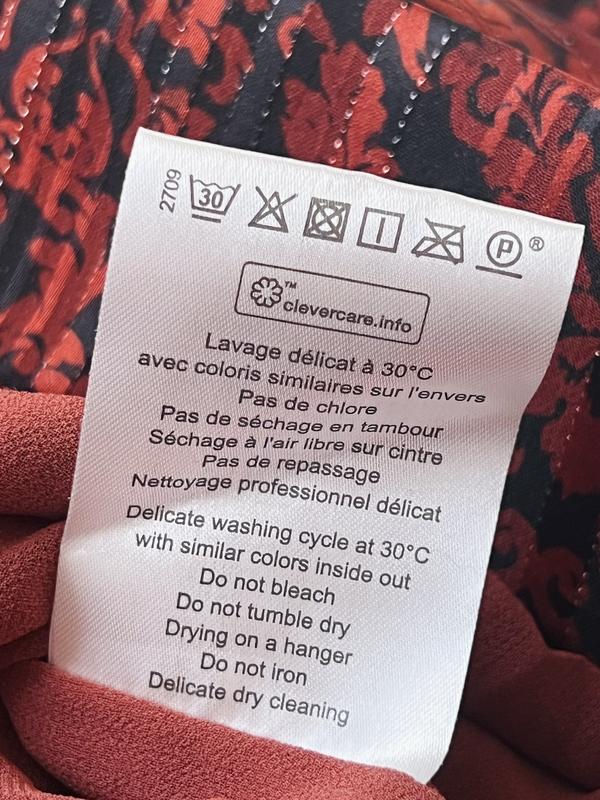 2709
30 P ®
™ clevercare.info
Lavage délicat à 30°C
avec coloris similaires sur l'envers
Pas de chlore
Pas de séchage en tambour
Séchage à l'air libre sur cintre
Pas de repassage
Nettoyage professionnel délicat
Delicate washing cycle at 30°C
with similar colors inside out
Do not bleach
Do not tumble dry
Drying on a hanger
Do not iron
Delicate dry cleaning